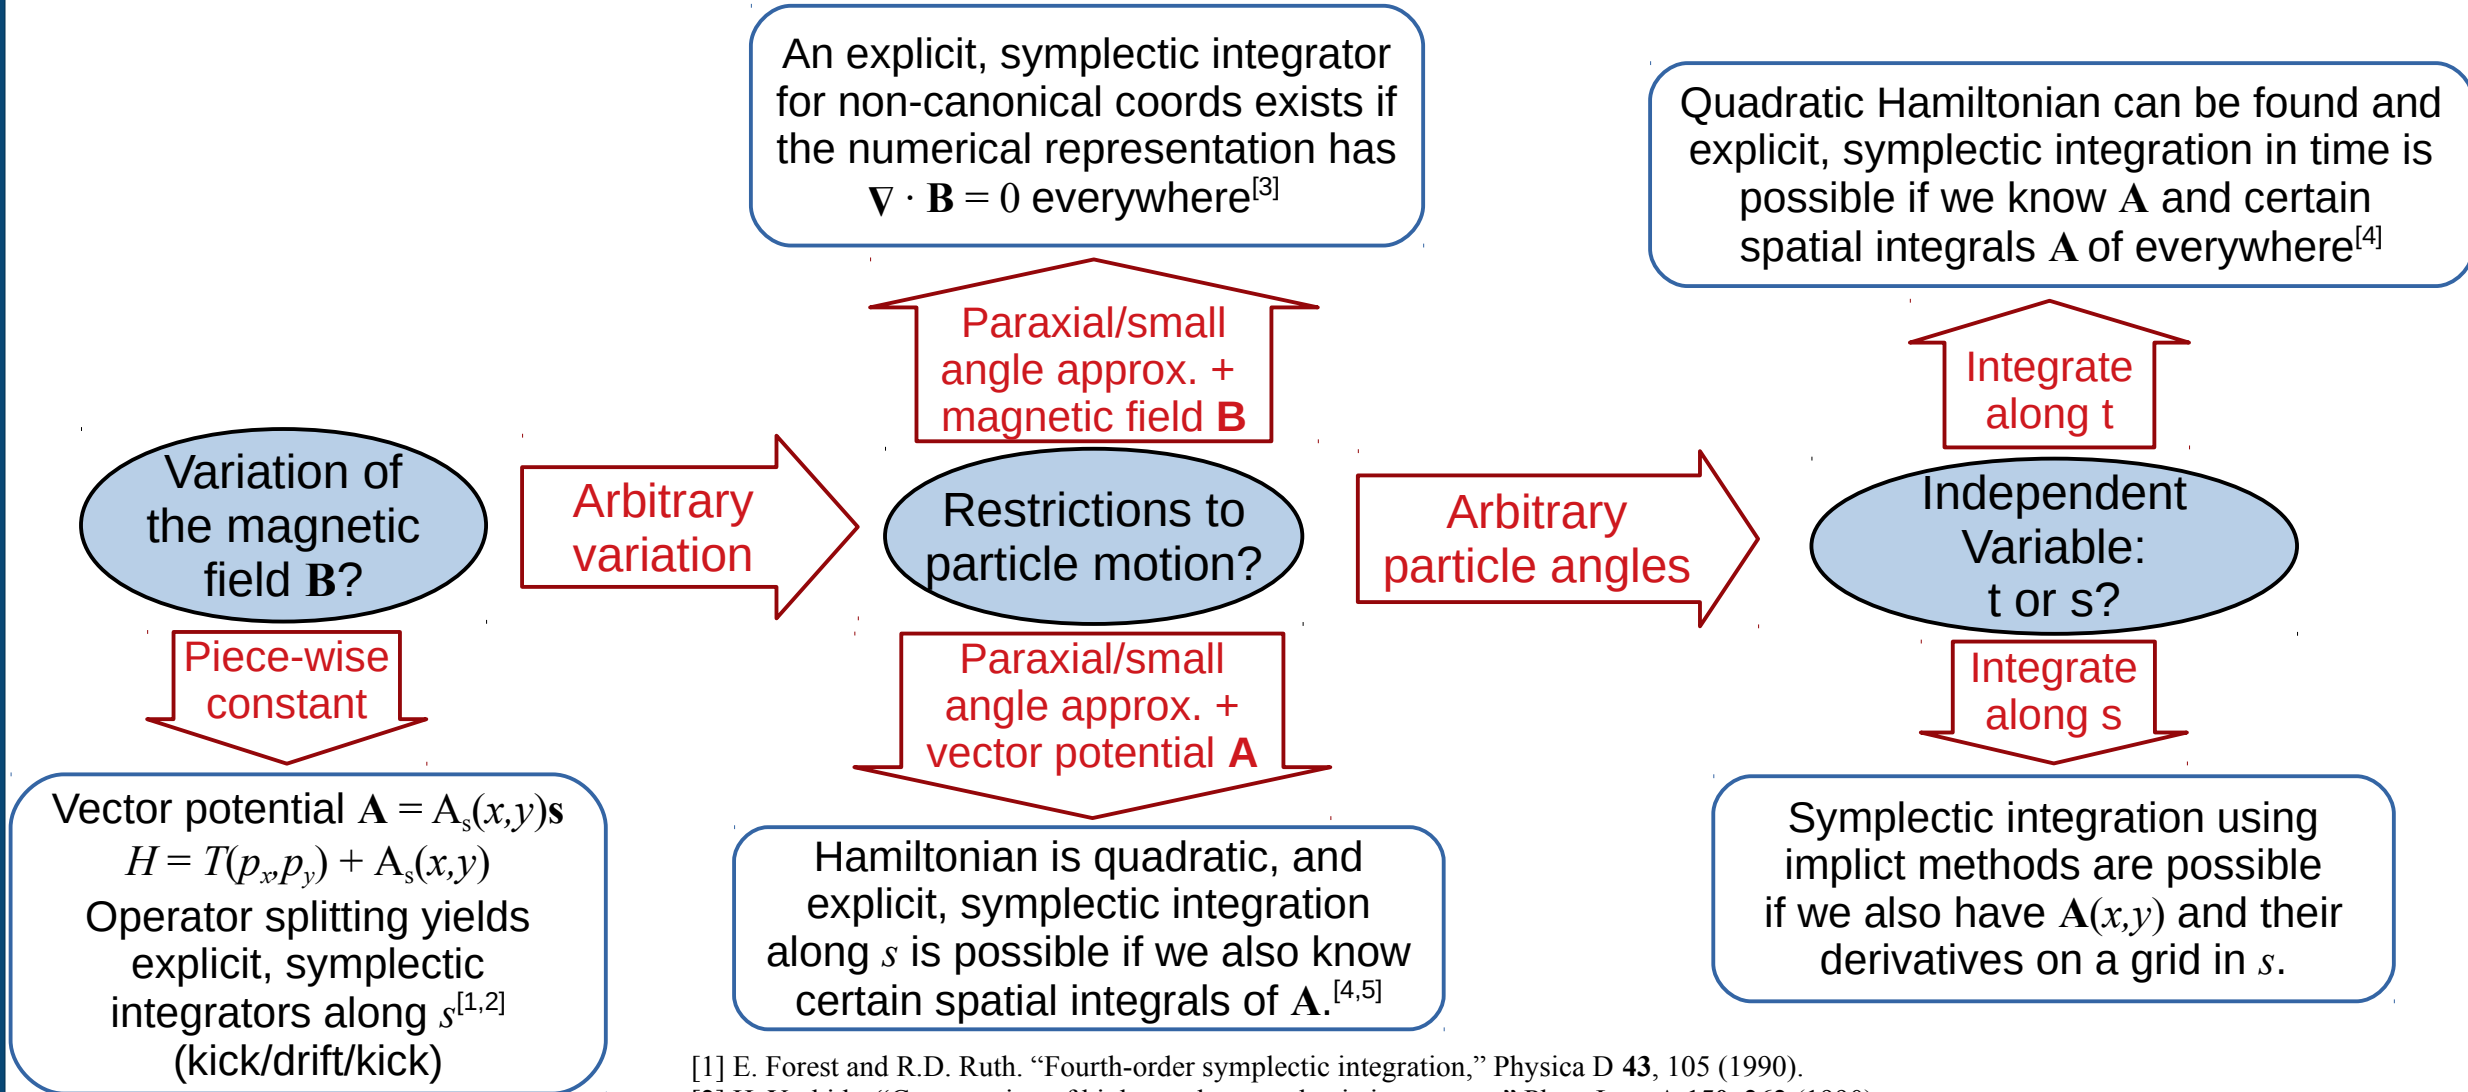 An explicit, symplectic integrator
for non-canonical coords exists if
the numerical representation has
∇ · B = 0 everywhere[3]
Quadratic Hamiltonian can be found and
explicit, symplectic integration in time is
possible if we know A and certain
spatial integrals A of everywhere[4]
Paraxial/small
angle approx. +
magnetic field B
Integrate
along t
Variation of
the magnetic
field B?
Arbitrary
variation
Restrictions to
particle motion?
Arbitrary
particle angles
Independent
Variable:
t or s?
Piece-wise
constant
Paraxial/small
angle approx. +
vector potential A
Integrate
along s
Vector potential A = As(x,y)s
H = T(px,py) + As(x,y)
Operator splitting yields
explicit, symplectic
integrators along s[1,2]
(kick/drift/kick)
Hamiltonian is quadratic, and
explicit, symplectic integration
along s is possible if we also know
certain spatial integrals of A.[4,5]
Symplectic integration using
implict methods are possible
if we also have A(x,y) and their
derivatives on a grid in s.
[1] E. Forest and R.D. Ruth. “Fourth-order symplectic integration,” Physica D 43, 105 (1990).